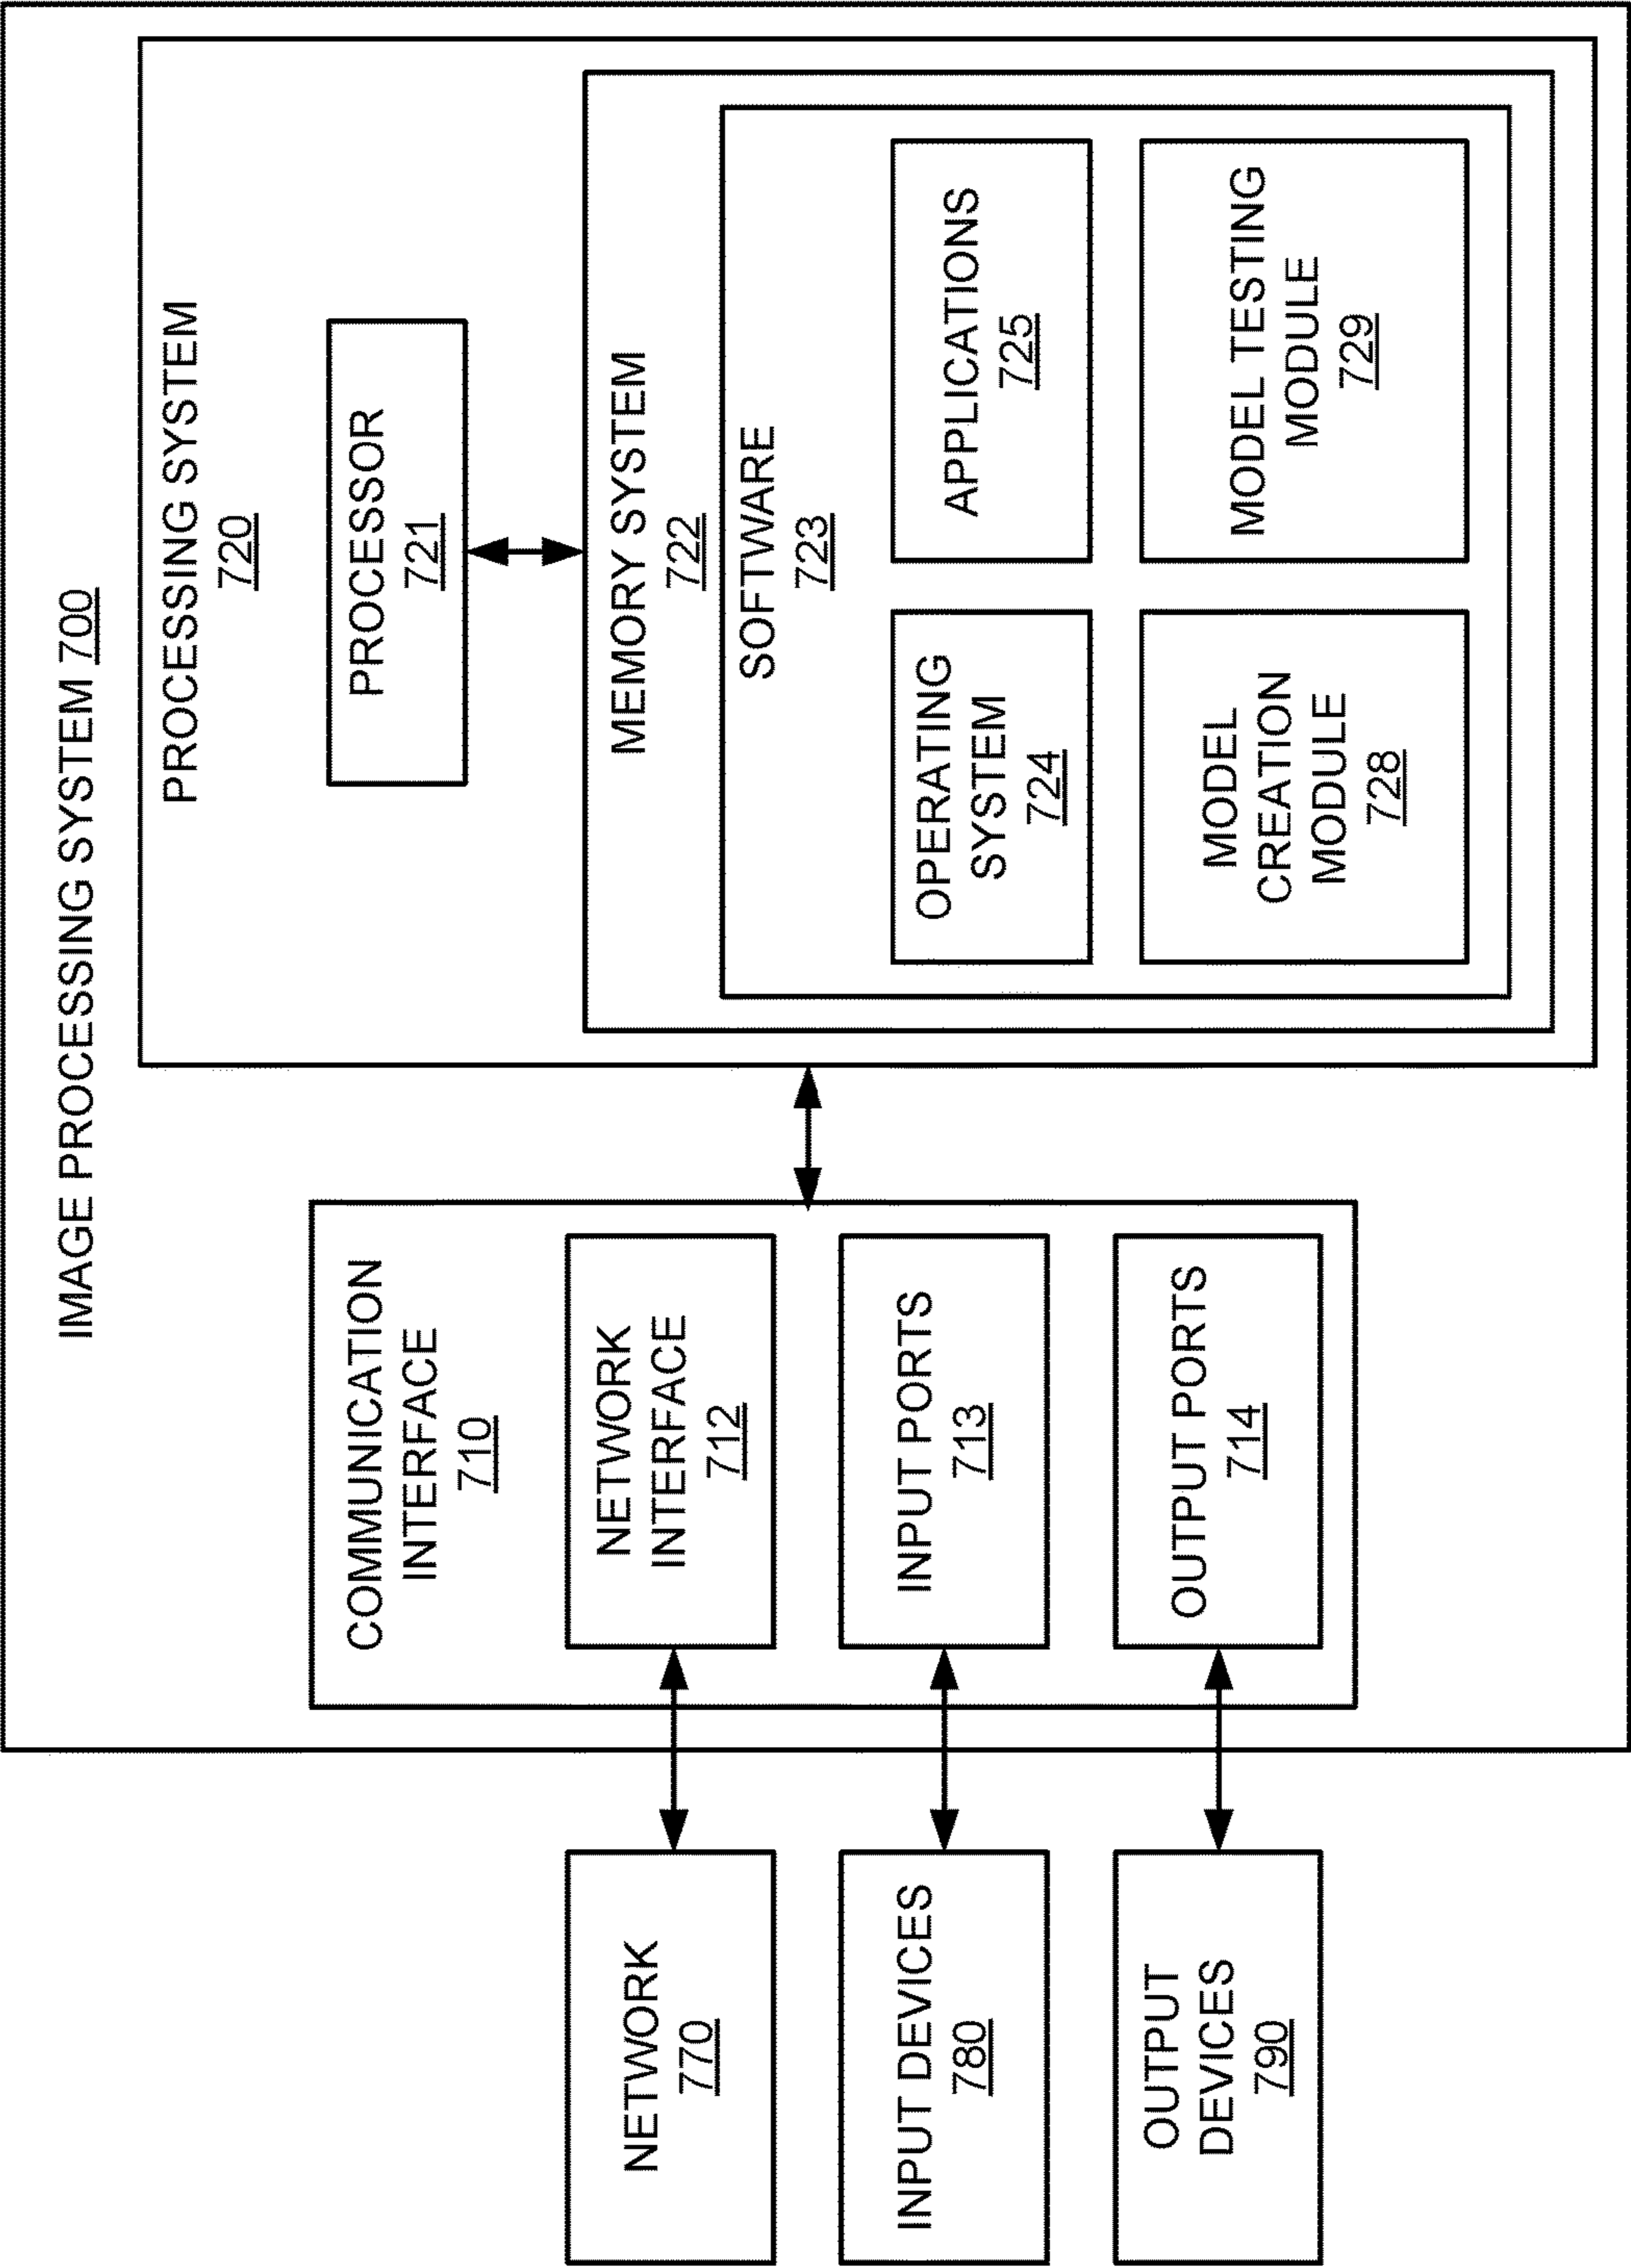 IMAGE PROCESSING SYSTEM 700
NETWORK
770
INPUT DEVICES
780
OUTPUT
DEVICES
790
COMMUNICATION
INTERFACE
710
NETWORK
INTERFACE
712
INPUT PORTS
713
OUTPUT PORTS
714
PROCESSING SYSTEM
720
PROCESSOR
721
MEMORY SYSTEM
722
SOFTWARE
723
OPERATING
SYSTEM
724
APPLICATIONS
725
MODEL
CREATION
MODULE
728
MODEL TESTING
MODULE
729